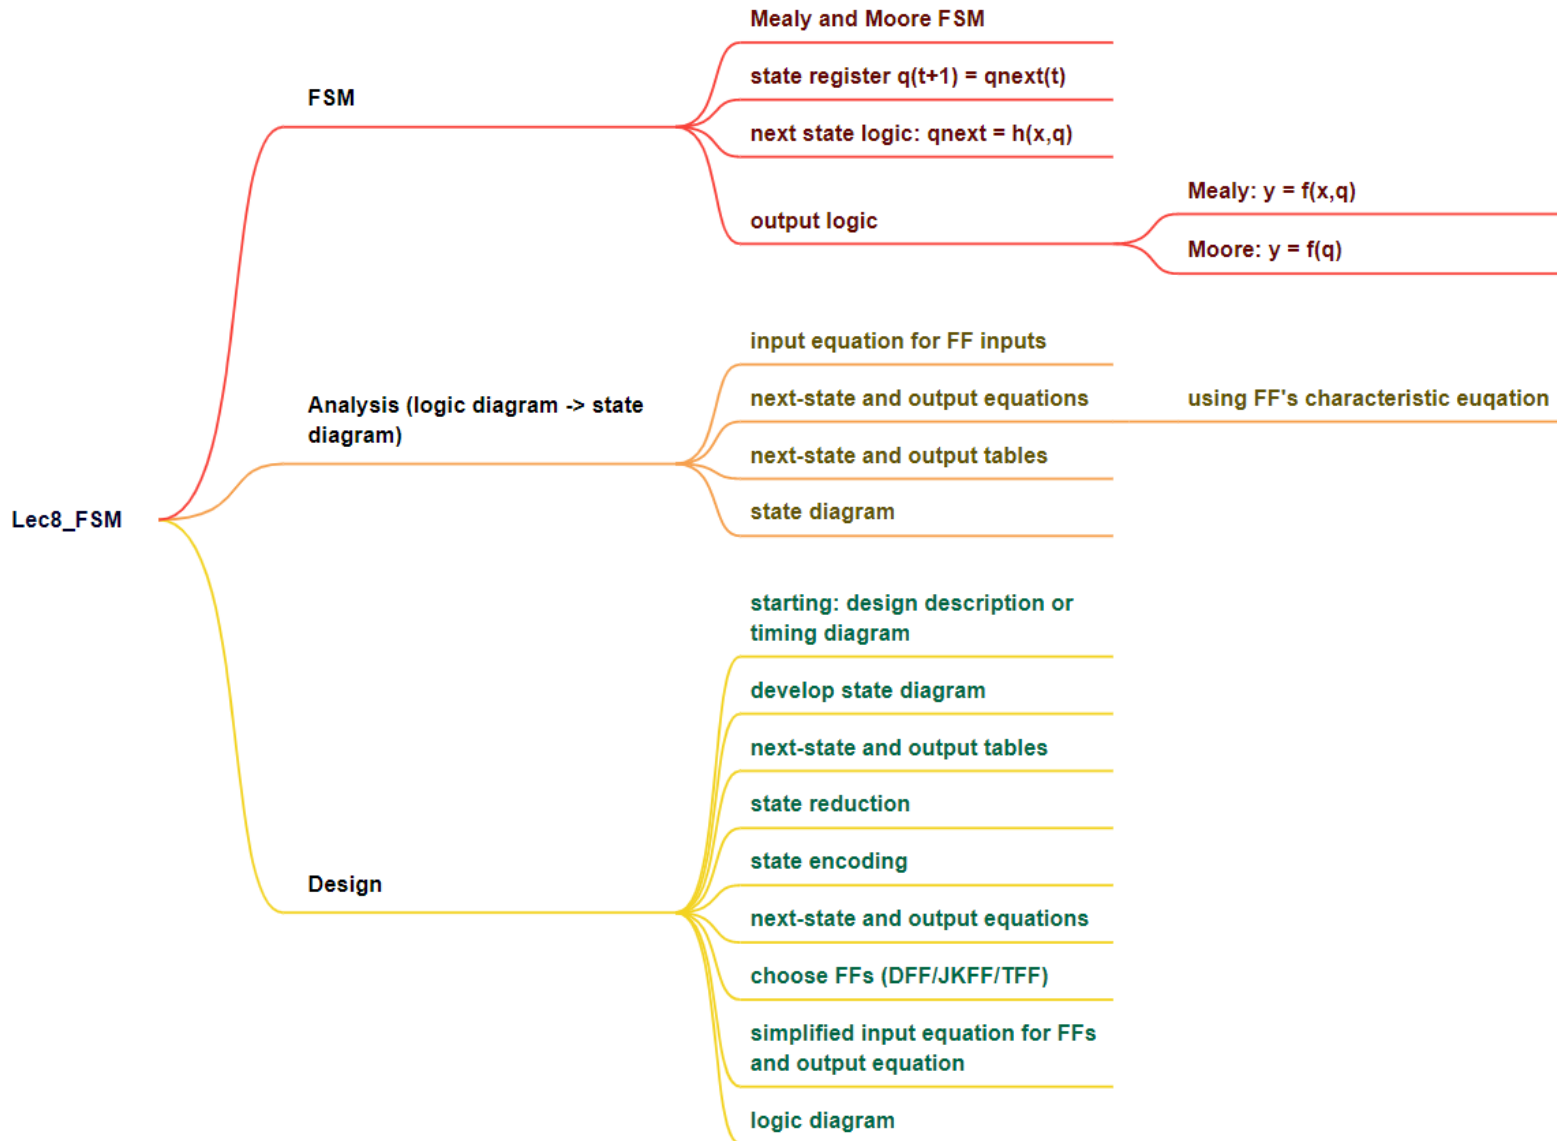 Mealy and Moore FSM
state register q(t+1) = qnext(t)
FSM
next state logic: qnext = h(x,q)
output logic
Mealy: y = f(x,q)
Moore: y = f(q)
input equation for FF inputs
Analysis (logic diagram -> state
diagram)
next-state and output equations
using FF's characteristic euqation
next-state and output tables
state diagram
Lec8_FSM
starting: design description or
timing diagram
develop state diagram
next-state and output tables
state reduction
state encoding
Design
next-state and output equations
choose FFs (DFF/JKFF/TFF)
simplified input equation for FFs
and output equation
logic diagram